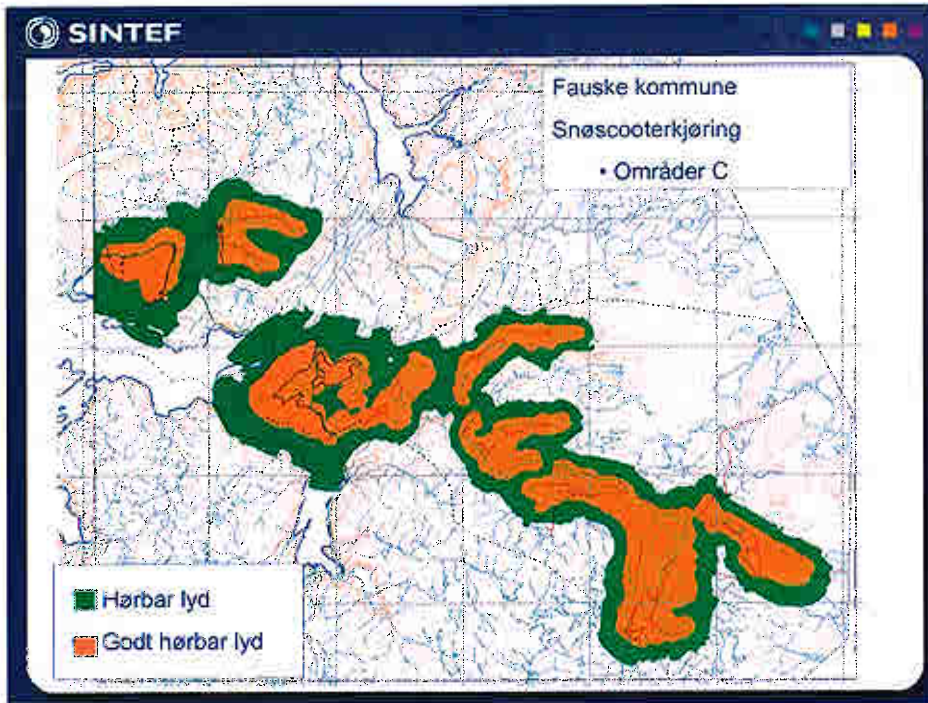 SINTEF
Fauske kommune
Snøscooterkjøring
• Områder C
Hørbar lyd
Godt hørbar lyd